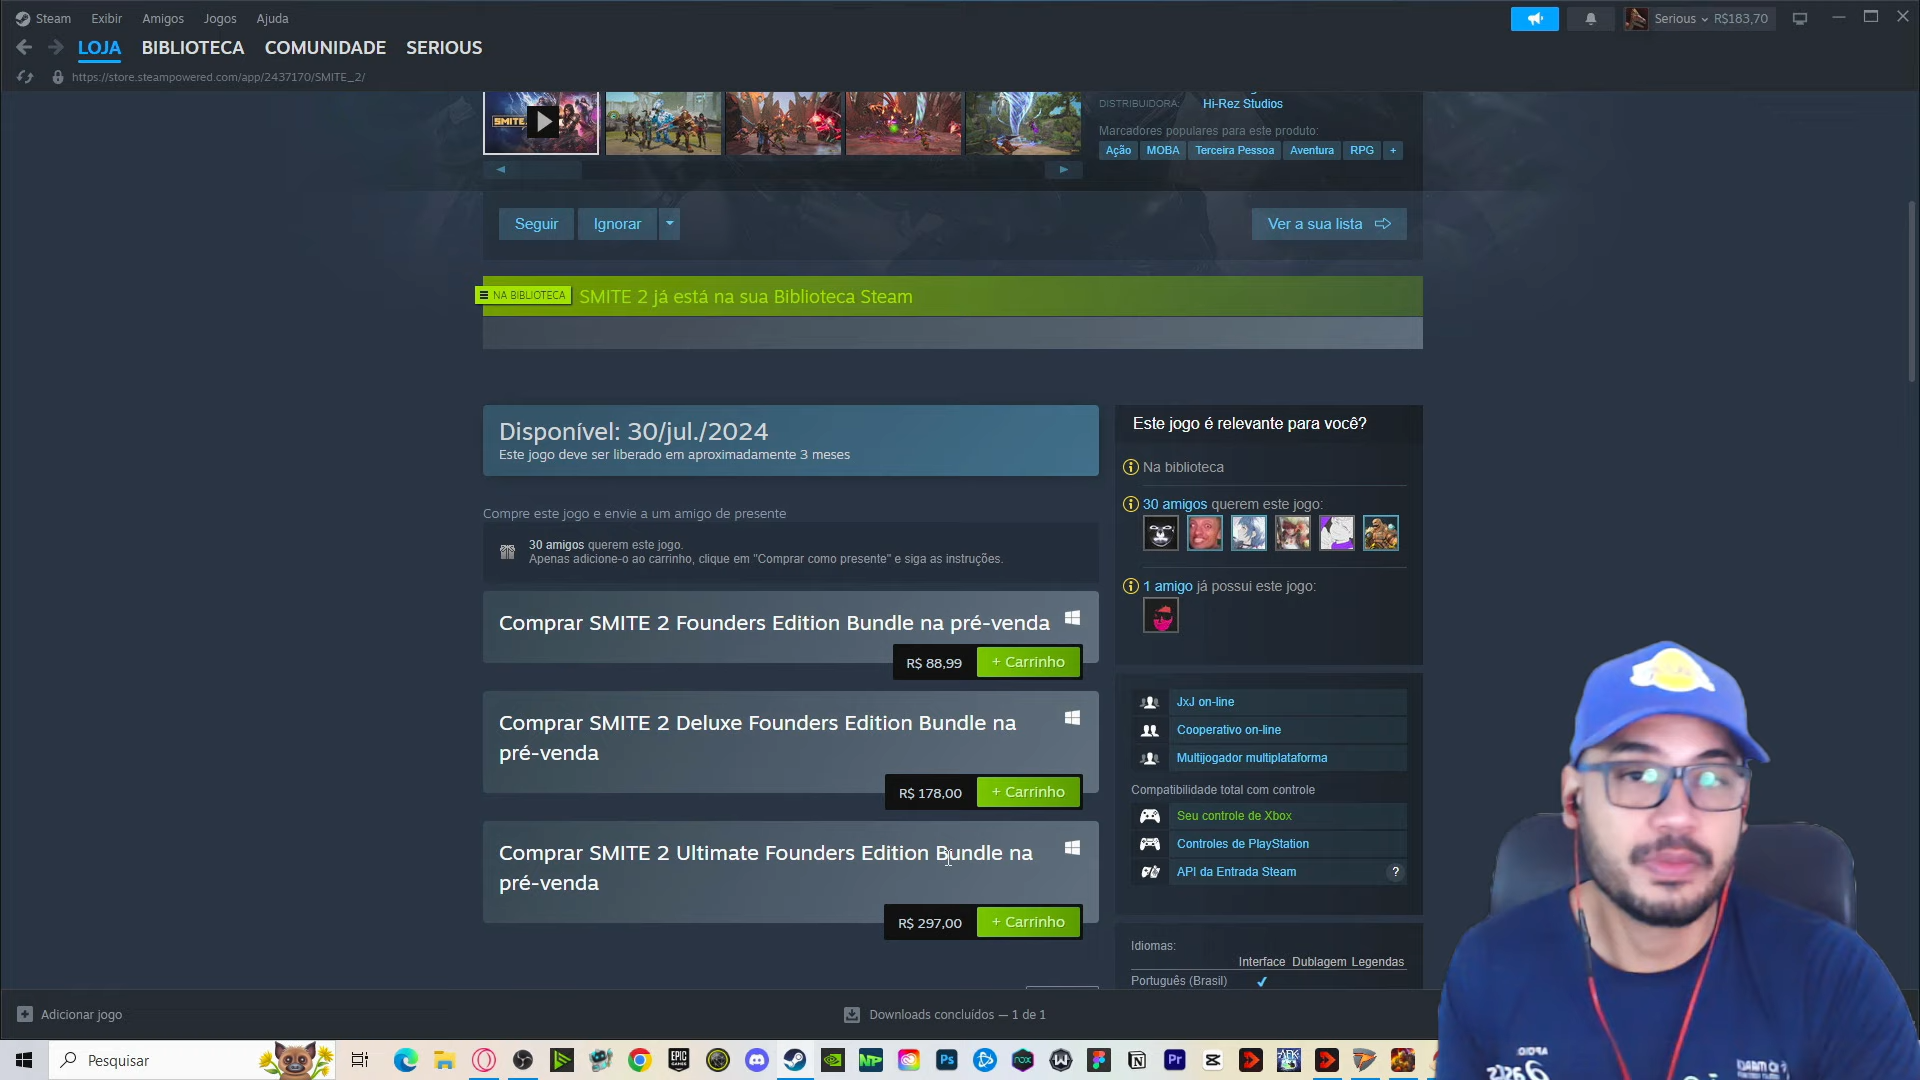 Steam Exibir Amigos Jogos Ajuda
Serious R$183,70
LOJA BIBLIOTECA COMUNIDADE SERIOUS
https://store.steampowered.com/app/2437170/SMITE_2/
SMITE
DISTRIBUIDORA: Hi-Rez Studios
Marcadores populares para este produto:
Ação MOBA Terceira Pessoa Aventura RPG +
Seguir Ignorar Ver a sua lista
NA BIBLIOTECA SMITE 2 já está na sua Biblioteca Steam
Disponível: 30/jul./2024
Este jogo deve ser liberado em aproximadamente 3 meses
Compre este jogo e envie a um amigo de presente
30 amigos querem este jogo.
Apenas adicione-o ao carrinho, clique em "Comprar como presente" e siga as instruções.
Comprar SMITE 2 Founders Edition Bundle na pré-venda
R$ 88,99 + Carrinho
Comprar SMITE 2 Deluxe Founders Edition Bundle na
pré-venda
R$ 178,00 + Carrinho
Comprar SMITE 2 Ultimate Founders Edition Bundle na
pré-venda
R$ 297,00 + Carrinho
Este jogo é relevante para você?
Na biblioteca
30 amigos querem este jogo:
1 amigo já possui este jogo:
JxJ on-line
Cooperativo on-line
Multijogador multiplataforma
Compatibilidade total com controle
Seu controle de Xbox
Controles de PlayStation
API da Entrada Steam ?
Idiomas:
Interface Dublagem Legendas
Português (Brasil)
Adicionar jogo
Downloads concluídos — 1 de 1
Pesquisar
EPIC
GAMES
NP
Ps
nox
Pr
AFK